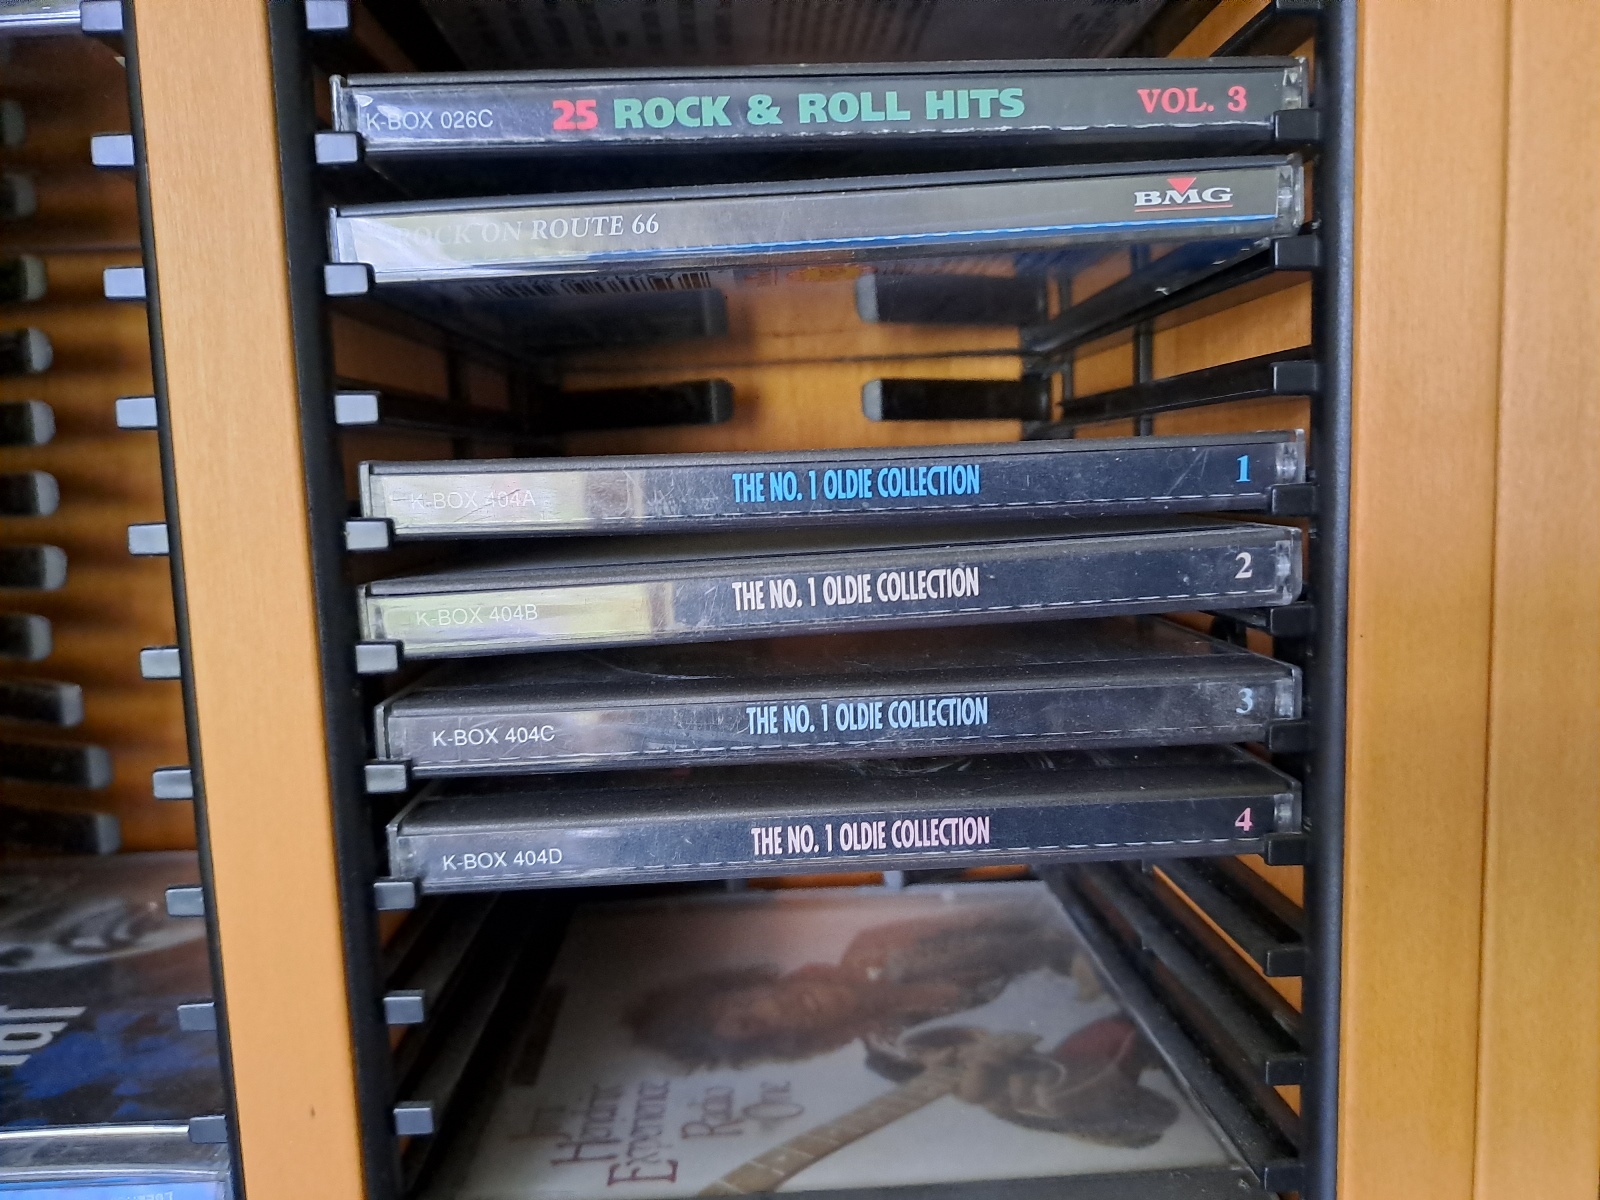 K-BOX 026C 25 ROCK & ROLL HITS VOL. 3
ROCK ON ROUTE 66 BMG
K-BOX 404A THE NO. 1 OLDIE COLLECTION 1
K-BOX 404B THE NO. 1 OLDIE COLLECTION 2
K-BOX 404C THE NO. 1 OLDIE COLLECTION 3
K-BOX 404D THE NO. 1 OLDIE COLLECTION 4
Jimi
Hendrix
Experience
Radio
One